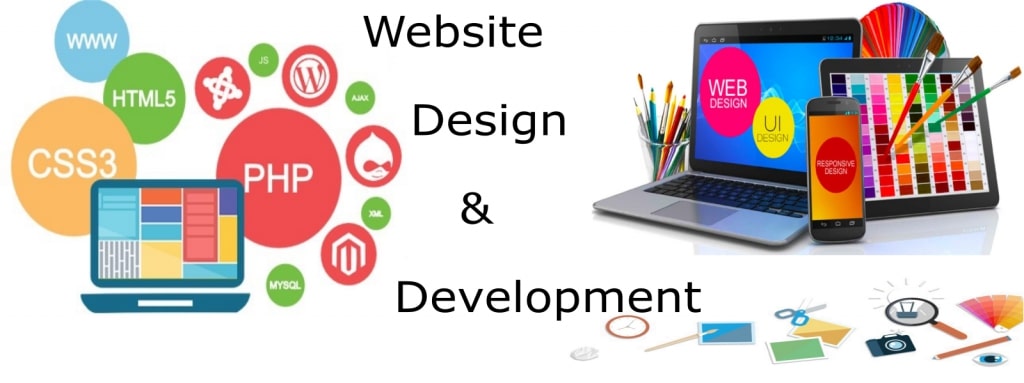 WWW
HTML5
CSS3
JS
AJAX
PHP
XML
MYSQL
Website
Design
&
Development
WEB
DESIGN
UI
DESIGN
RESPONSIVE
DESIGN